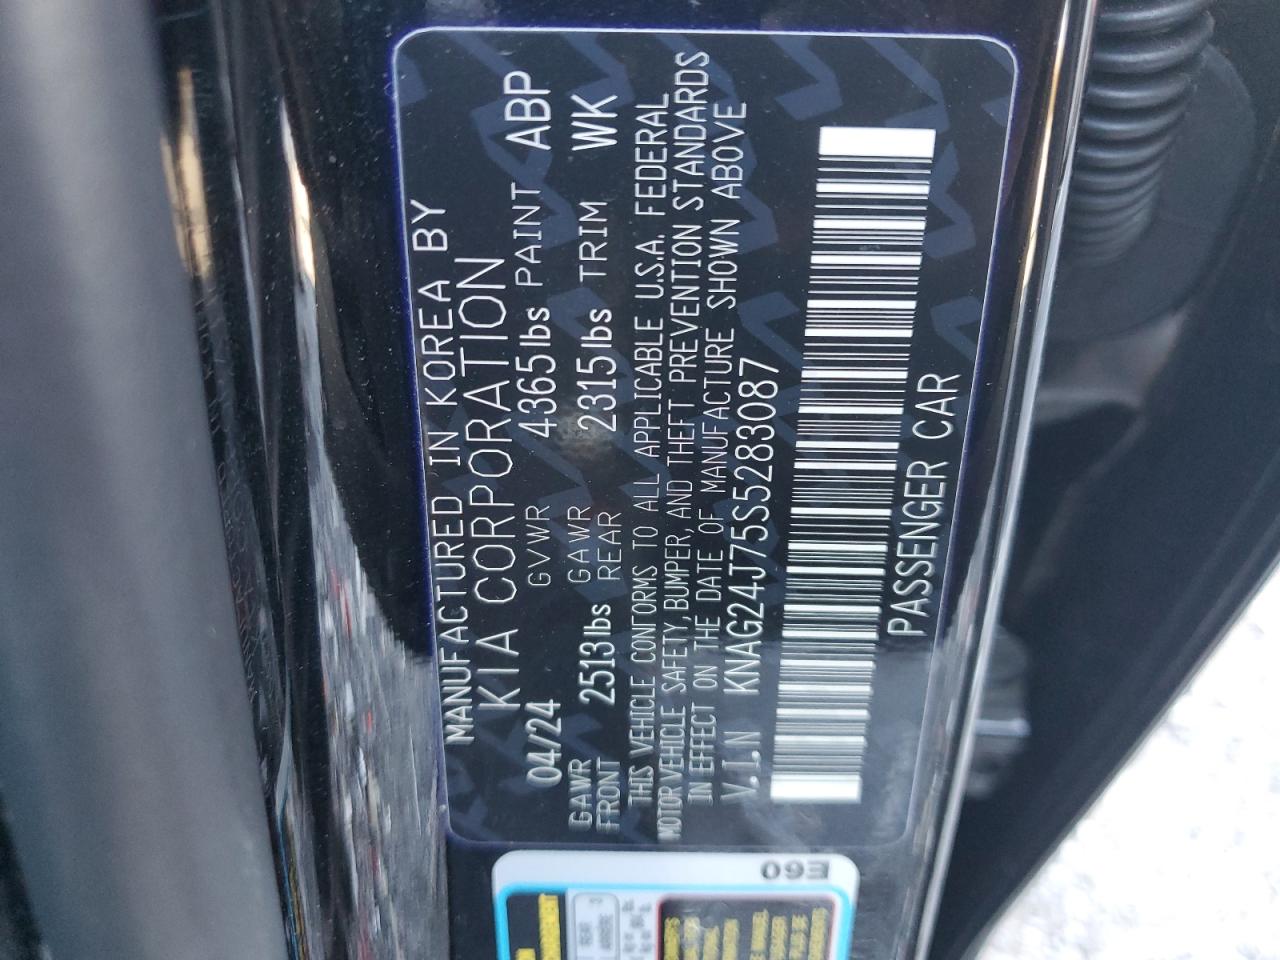 MANUFACTURED IN KOREA BY
KIA CORPORATION
04/24 GVWR 4365lbs PAINT ABP
GAWR FRONT 2513lbs GAWR REAR 2315lbs TRIM WK
THIS VEHICLE CONFORMS TO ALL APPLICABLE U.S.A. FEDERAL
MOTOR VEHICLE SAFETY, BUMPER, AND THEFT PREVENTION STANDARDS
IN EFFECT ON THE DATE OF MANUFACTURE SHOWN ABOVE
V.I.N KNAG24J75S5283087
PASSENGER CAR
E60
REAR